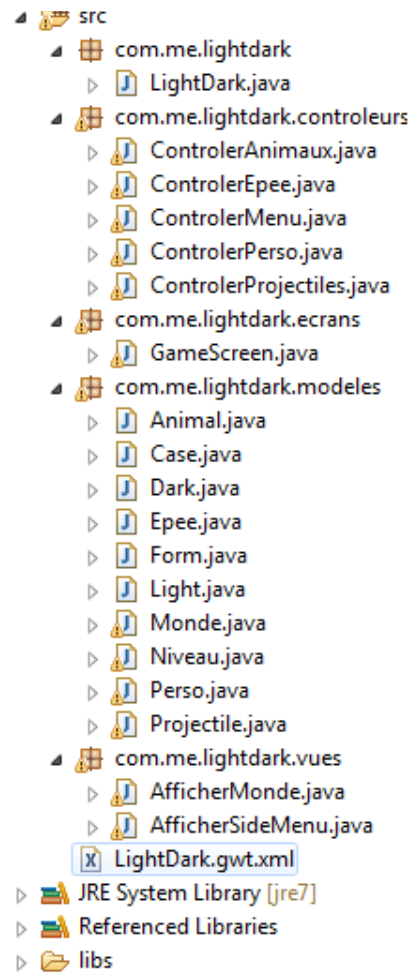 src
com.me.lightdark
LightDark.java
com.me.lightdark.controleurs
ControlerAnimaux.java
ControlerEpee.java
ControlerMenu.java
ControlerPerso.java
ControlerProjectiles.java
com.me.lightdark.ecrans
GameScreen.java
com.me.lightdark.modeles
Animal.java
Case.java
Dark.java
Epee.java
Form.java
Light.java
Monde.java
Niveau.java
Perso.java
Projectile.java
com.me.lightdark.vues
AfficherMonde.java
AfficherSideMenu.java
LightDark.gwt.xml
JRE System Library [jre7]
Referenced Libraries
libs